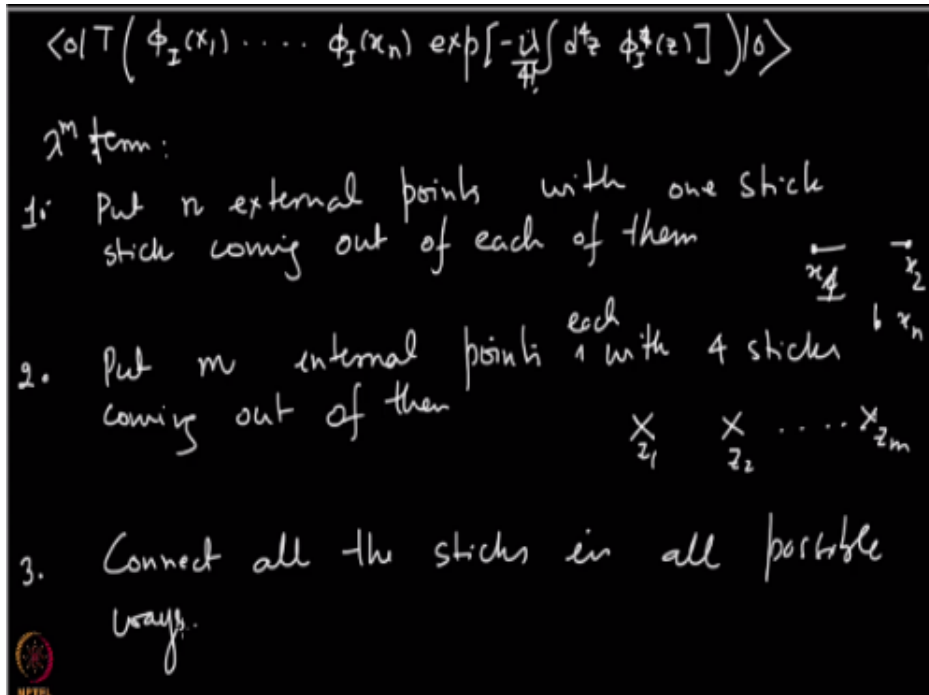 <0|T(ϕ_I(x_1) ···· ϕ_I(x_n) exp[-iλ/4! ∫d^4z ϕ_I^4(z)])|0>
λ^m term:
1. Put n external points with one stick
stick coming out of each of them
x_1 x_2
x_n
2. Put m internal points each with 4 sticks
coming out of them
z_1 z_2 ···· z_m
3. Connect all the sticks in all possible
ways.
NPTEL